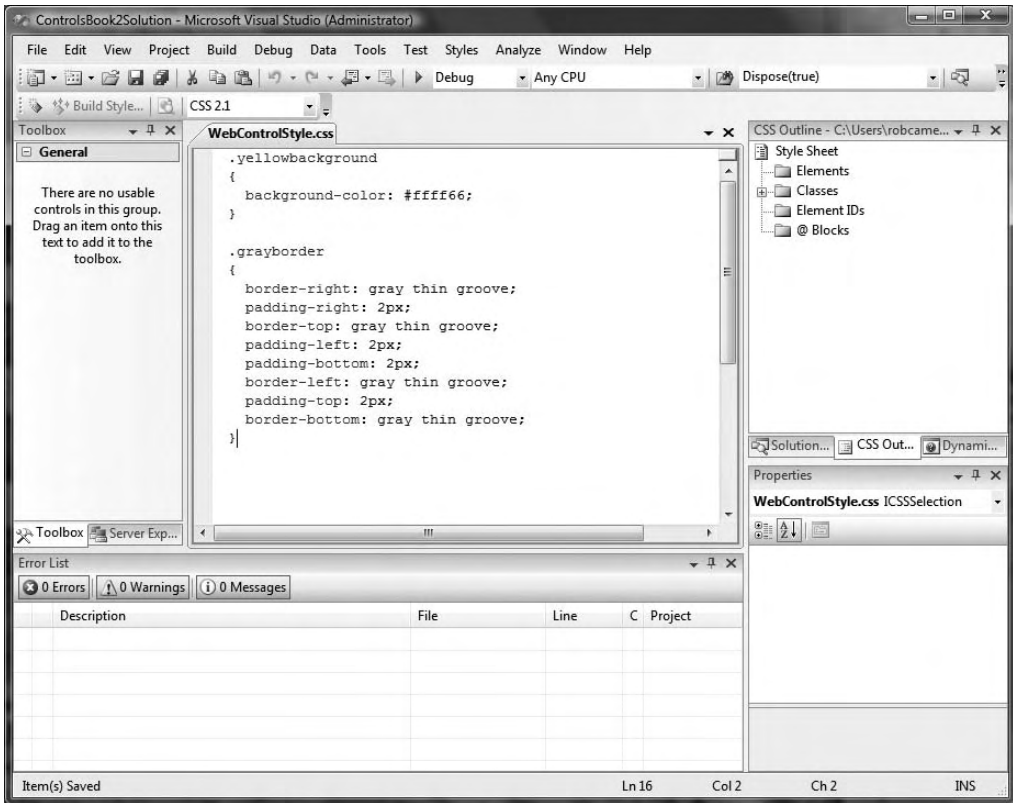 ControlsBook2Solution - Microsoft Visual Studio (Administrator)
File Edit View Project Build Debug Data Tools Test Styles Analyze Window Help
Debug Any CPU Dispose(true)
Build Style... CSS 2.1
Toolbox
General
There are no usable
controls in this group.
Drag an item onto this
text to add it to the
toolbox.
Toolbox Server Exp...
WebControlStyle.css
.yellowbackground
{
background-color: #ffff66;
}
.grayborder
{
border-right: gray thin groove;
padding-right: 2px;
border-top: gray thin groove;
padding-left: 2px;
padding-bottom: 2px;
border-left: gray thin groove;
padding-top: 2px;
border-bottom: gray thin groove;
}
CSS Outline - C:\Users\robcame...
Style Sheet
Elements
Classes
Element IDs
@ Blocks
Solution... CSS Out... Dynami...
Properties
WebControlStyle.css ICSSSelection
Error List
0 Errors 0 Warnings 0 Messages
Description File Line C Project
Item(s) Saved Ln 16 Col 2 Ch 2 INS